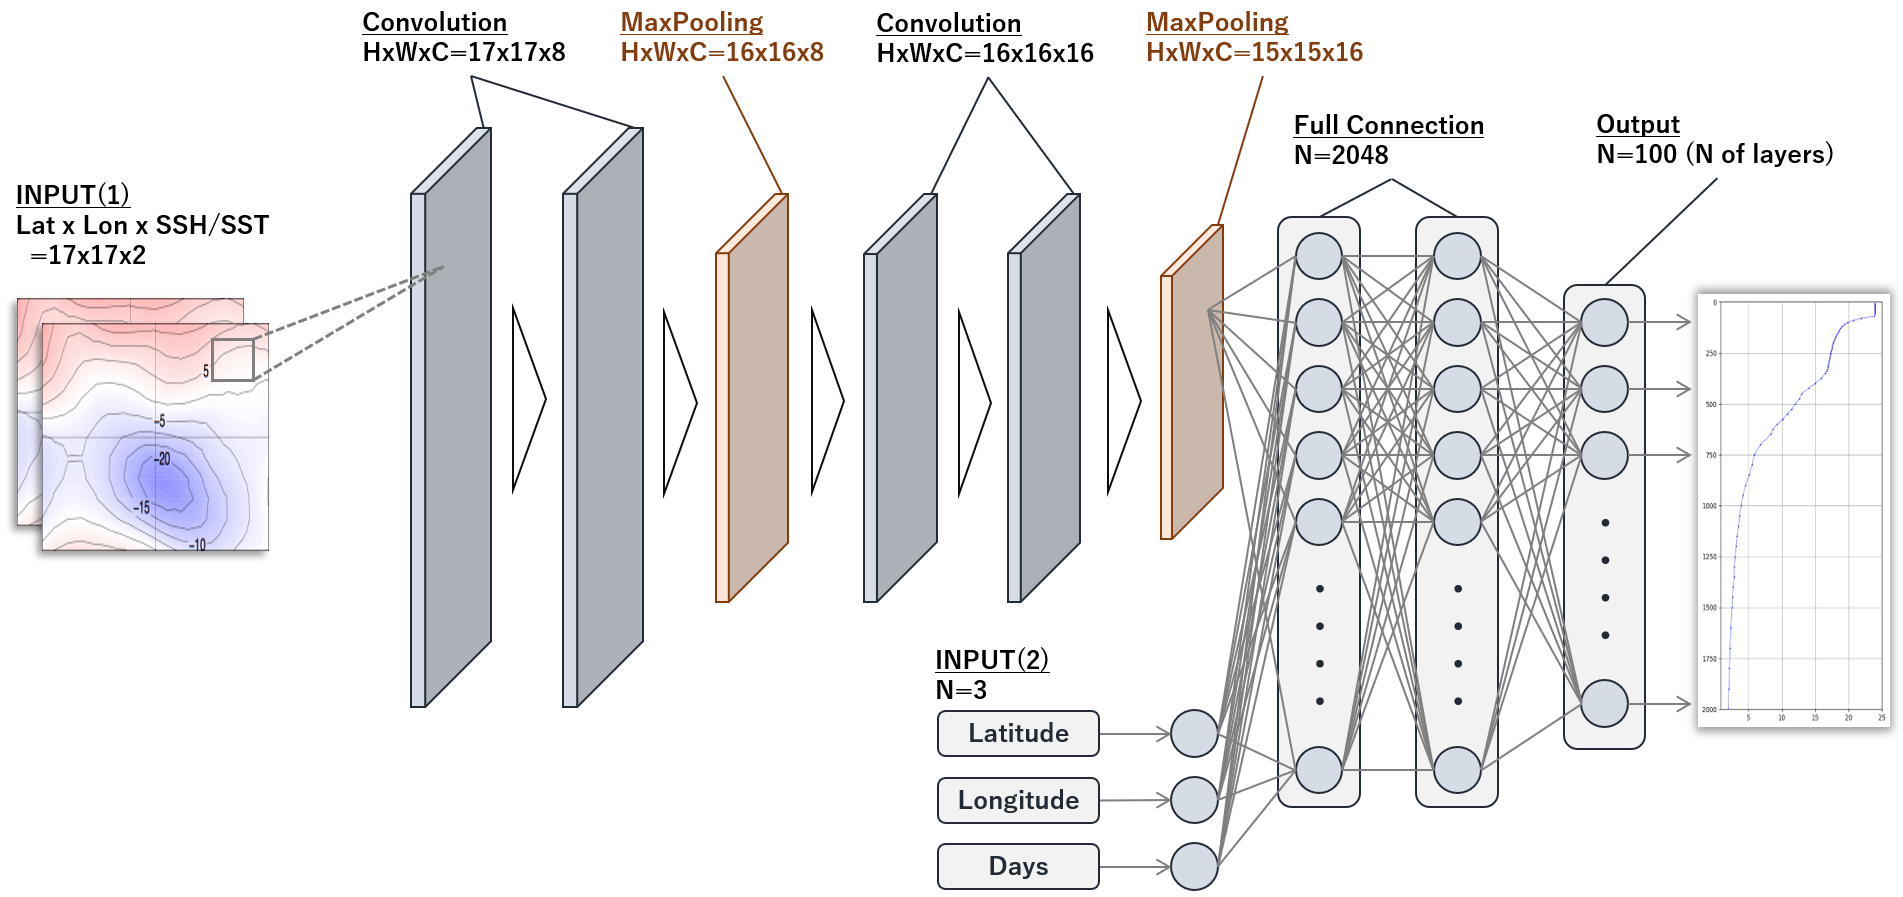 Convolution
HxWxC=17x17x8
MaxPooling
HxWxC=16x16x8
Convolution
HxWxC=16x16x16
MaxPooling
HxWxC=15x15x16
Full Connection
N=2048
Output
N=100 (N of layers)
INPUT(1)
Lat x Lon x SSH/SST
=17x17x2
5
-5
-20
-15
-10
INPUT(2)
N=3
Latitude
Longitude
Days
0
250
500
750
1000
1250
1500
1750
2000
5 10 15 20 25